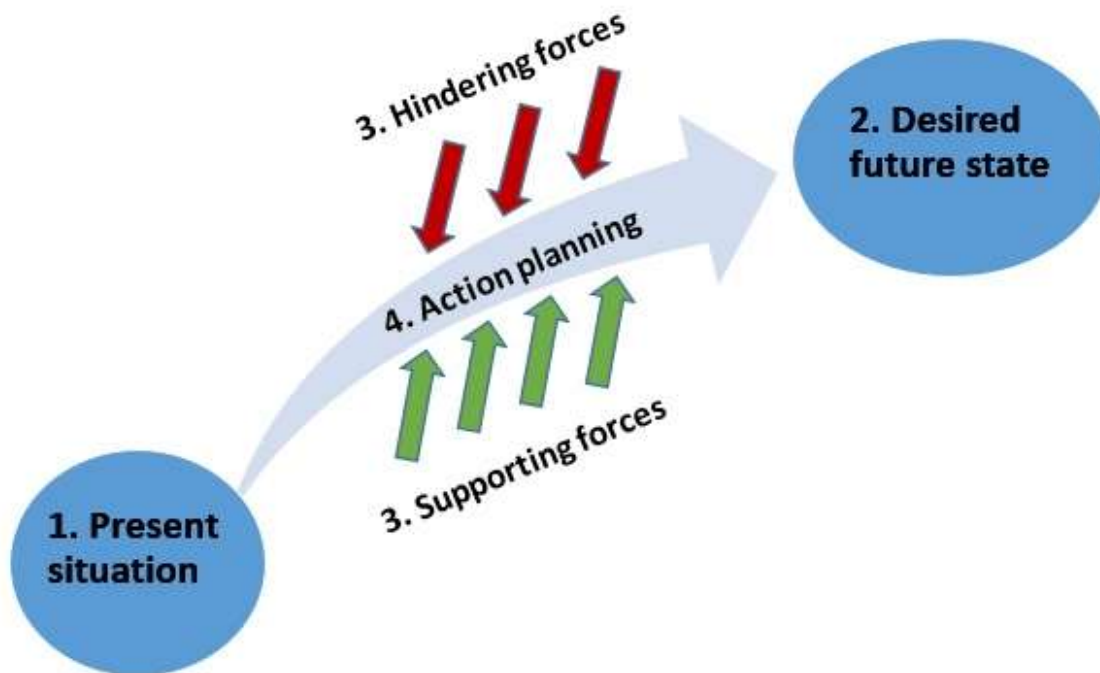 3. Hindering forces
2. Desired
future state
4. Action planning
3. Supporting forces
1. Present
situation